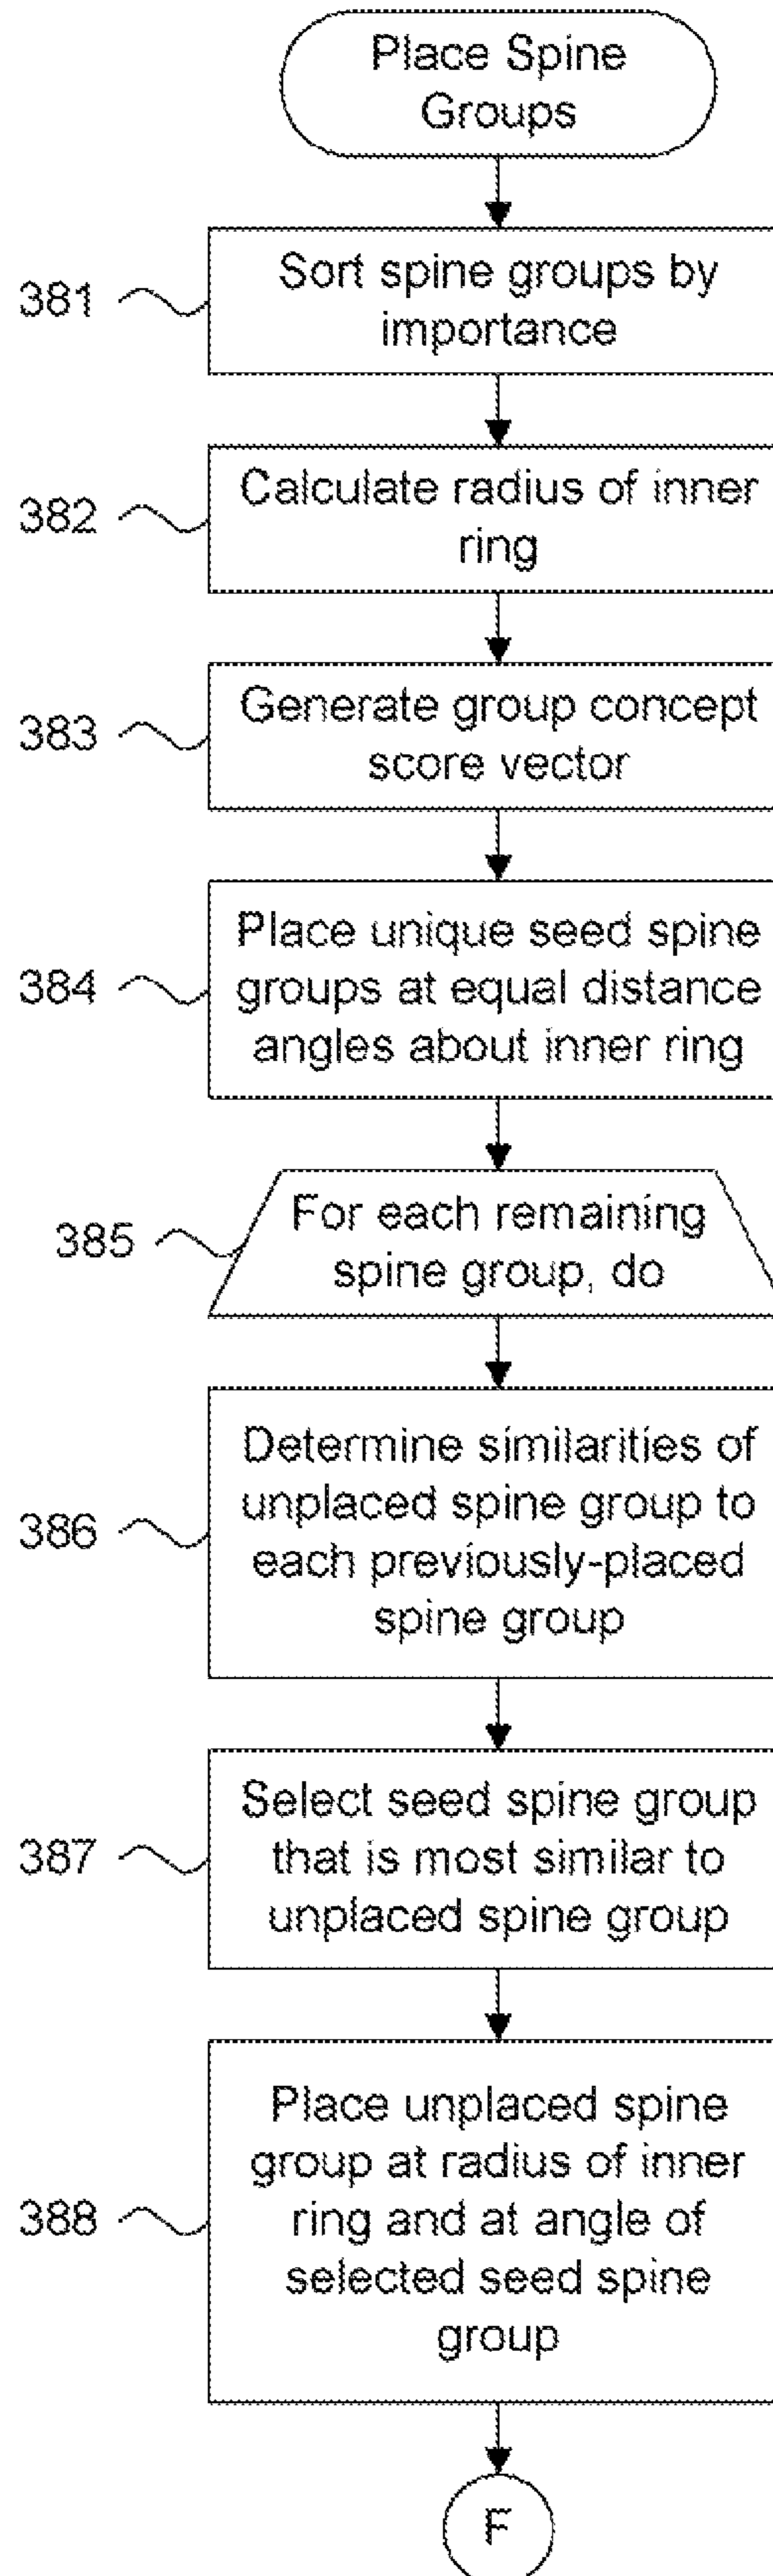 Place Spine
Groups
381
Sort spine groups by
importance
382
Calculate radius of inner
ring
383
Generate group concept
score vector
384
Place unique seed spine
groups at equal distance
angles about inner ring
385
For each remaining
spine group, do
386
Determine similarities of
unplaced spine group to
each previously-placed
spine group
387
Select seed spine group
that is most similar to
unplaced spine group
388
Place unplaced spine
group at radius of inner
ring and at angle of
selected seed spine
group
F